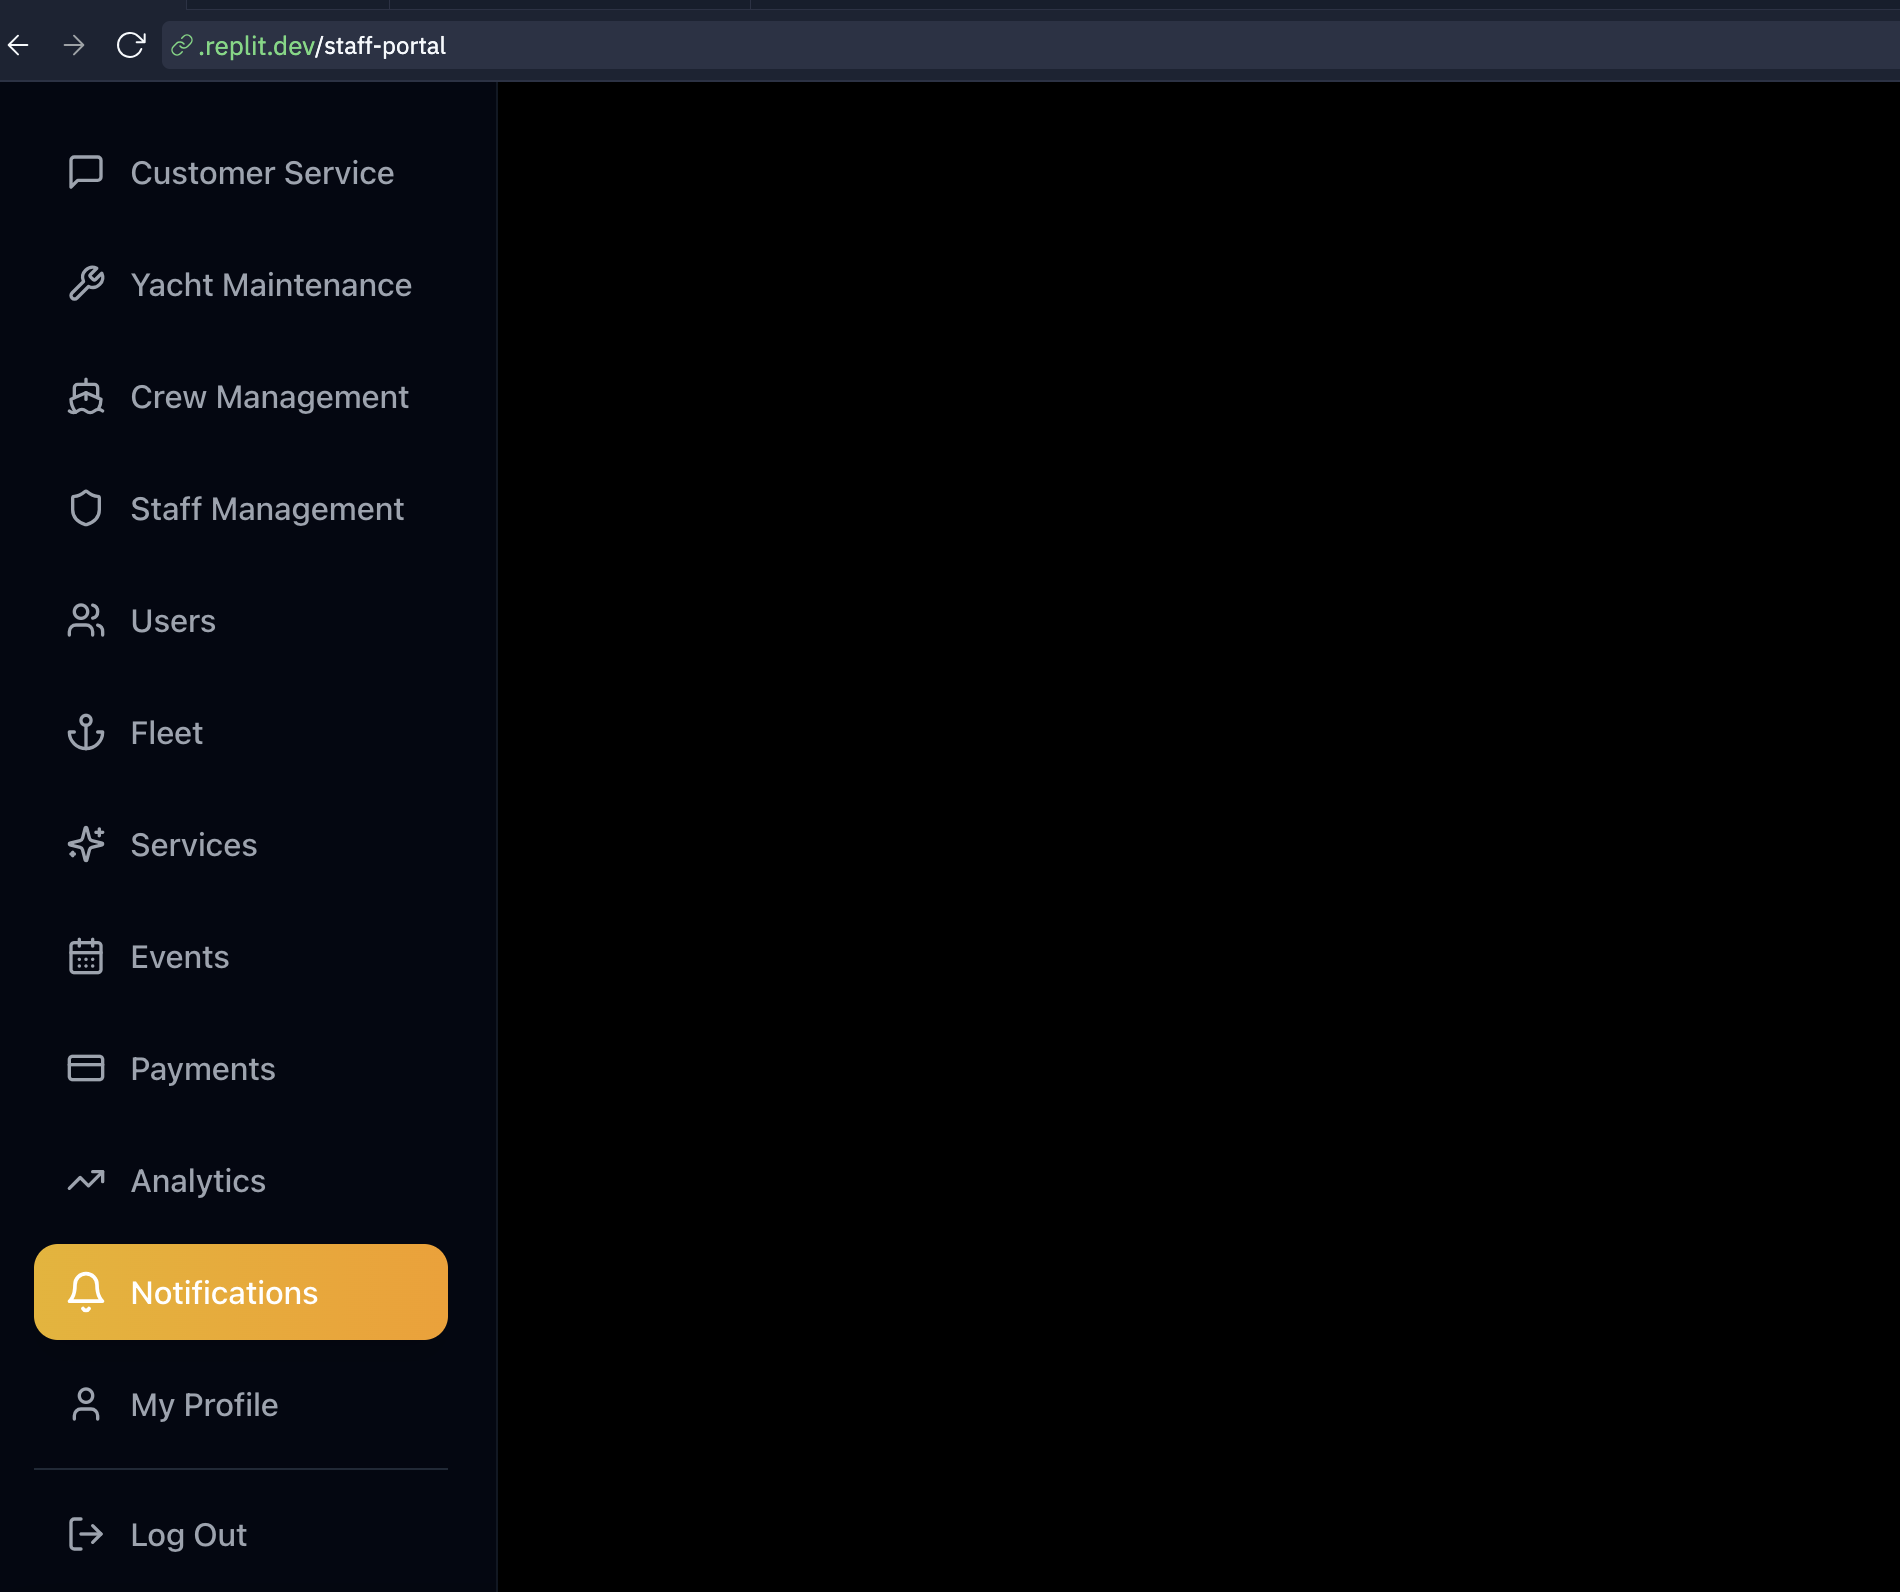 .replit.dev/staff-portal
Customer Service
Yacht Maintenance
Crew Management
Staff Management
Users
Fleet
Services
Events
Payments
Analytics
Notifications
My Profile
Log Out